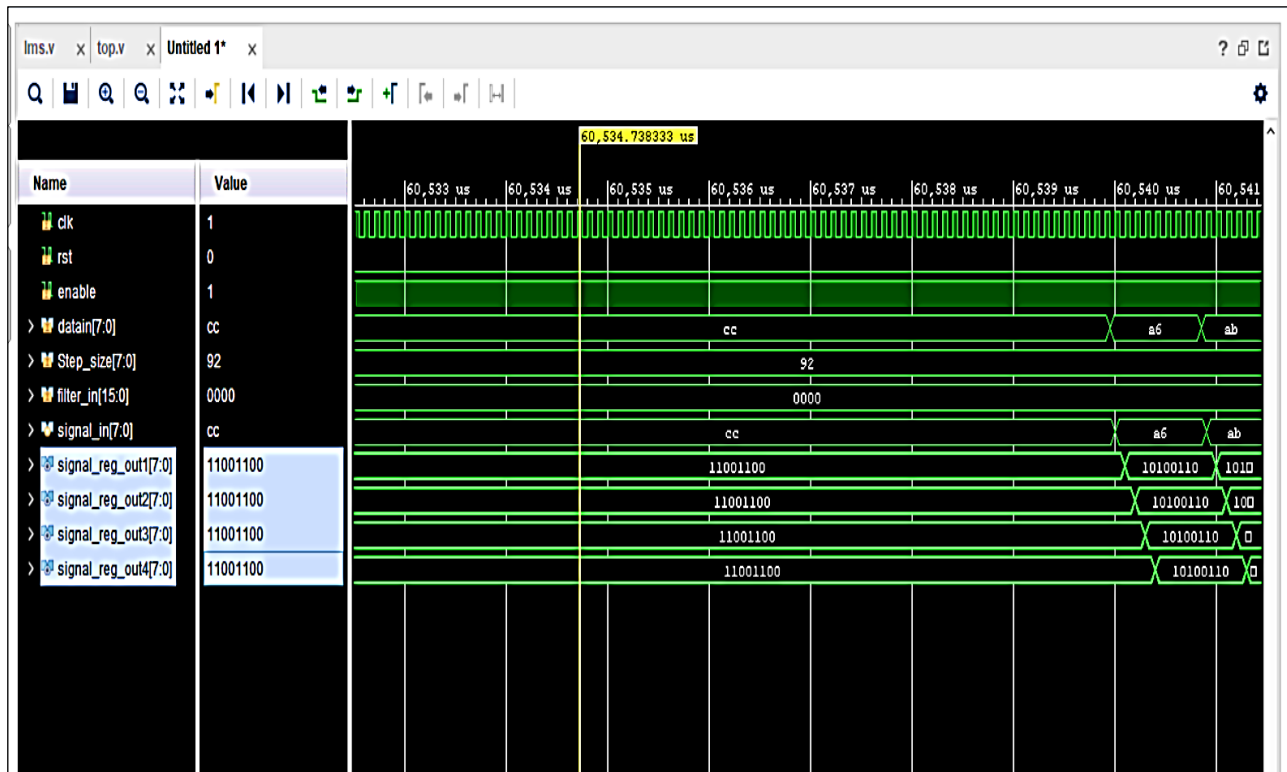 lms.v x top.v x Untitled 1* x ?
60,534.738333 us
Name Value 60,533 us 60,534 us 60,535 us 60,536 us 60,537 us 60,538 us 60,539 us 60,540 us 60,541
clk 1
rst 0
enable 1
> datain[7:0] cc cc a6 ab
> Step_size[7:0] 92 92
> filter_in[15:0] 0000 0000
> signal_in[7:0] cc cc a6 ab
> signal_reg_out1[7:0] 11001100 11001100 10100110 1010
> signal_reg_out2[7:0] 11001100 11001100 10100110 10
> signal_reg_out3[7:0] 11001100 11001100 10100110
> signal_reg_out4[7:0] 11001100 11001100 10100110